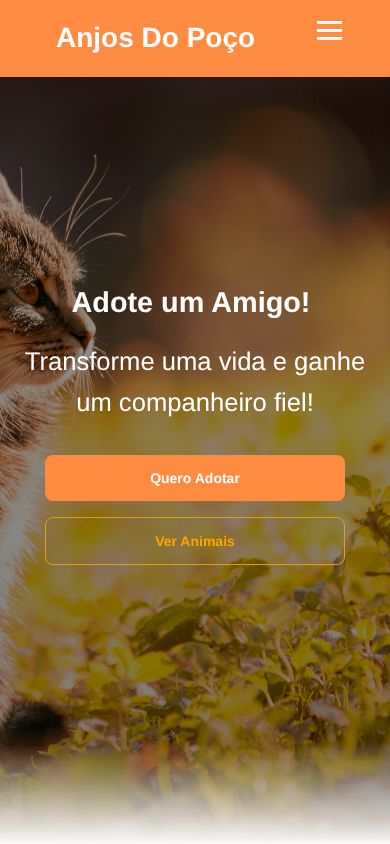 Anjos Do Poço
Adote um Amigo!
Transforme uma vida e ganhe
um companheiro fiel!
Quero Adotar
Ver Animais